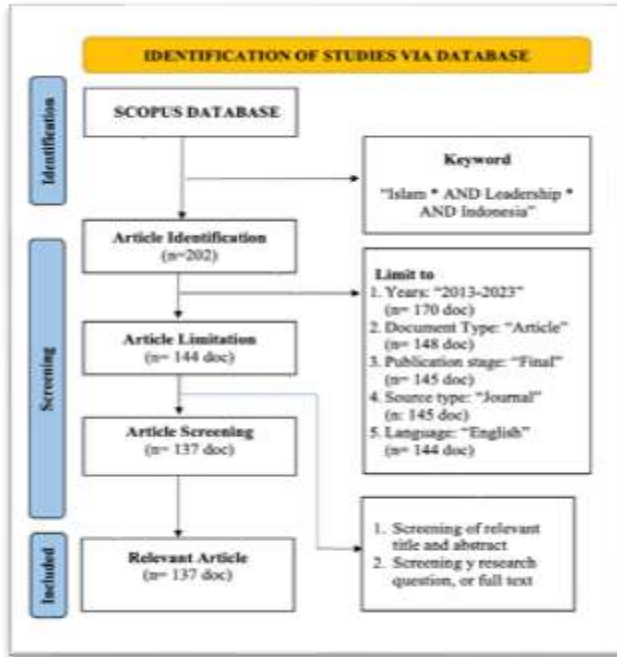 IDENTIFICATION OF STUDIES VIA DATABASE
Identification
SCOPUS DATABASE
Keyword
“Islam * AND Leadership *
AND Indonesia”
Screening
Article Identification
(n=202)
Limit to
1. Years: “2013-2023”
(n= 170 doc)
2. Document Type: “Article”
(n= 148 doc)
3. Publication stage: “Final”
(n= 145 doc)
4. Source type: “Journal”
(n: 145 doc)
5. Language: “English”
(n= 144 doc)
Article Limitation
(n= 144 doc)
Article Screening
(n= 137 doc)
Included
Relevant Article
(n= 137 doc)
1. Screening of relevant
title and abstract
2. Screening y research
question, or full text